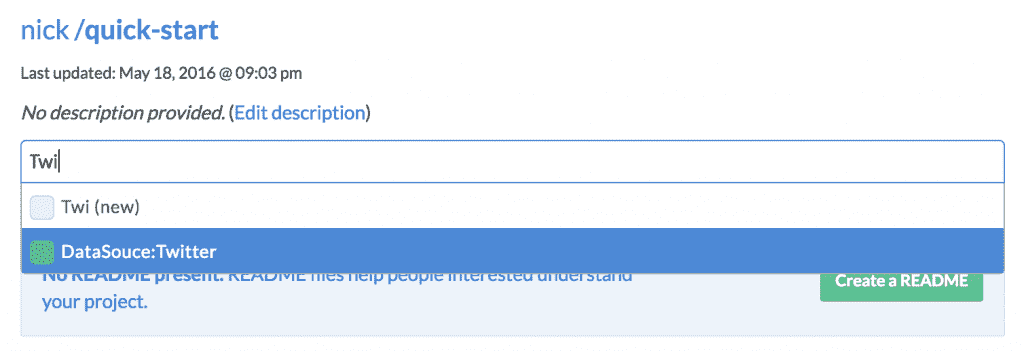 nick /quick-start
Last updated: May 18, 2016 @ 09:03 pm
No description provided. (Edit description)
Twi
Twi (new)
DataSouce:Twitter
No README present. README files help people interested understand
your project.
Create a README